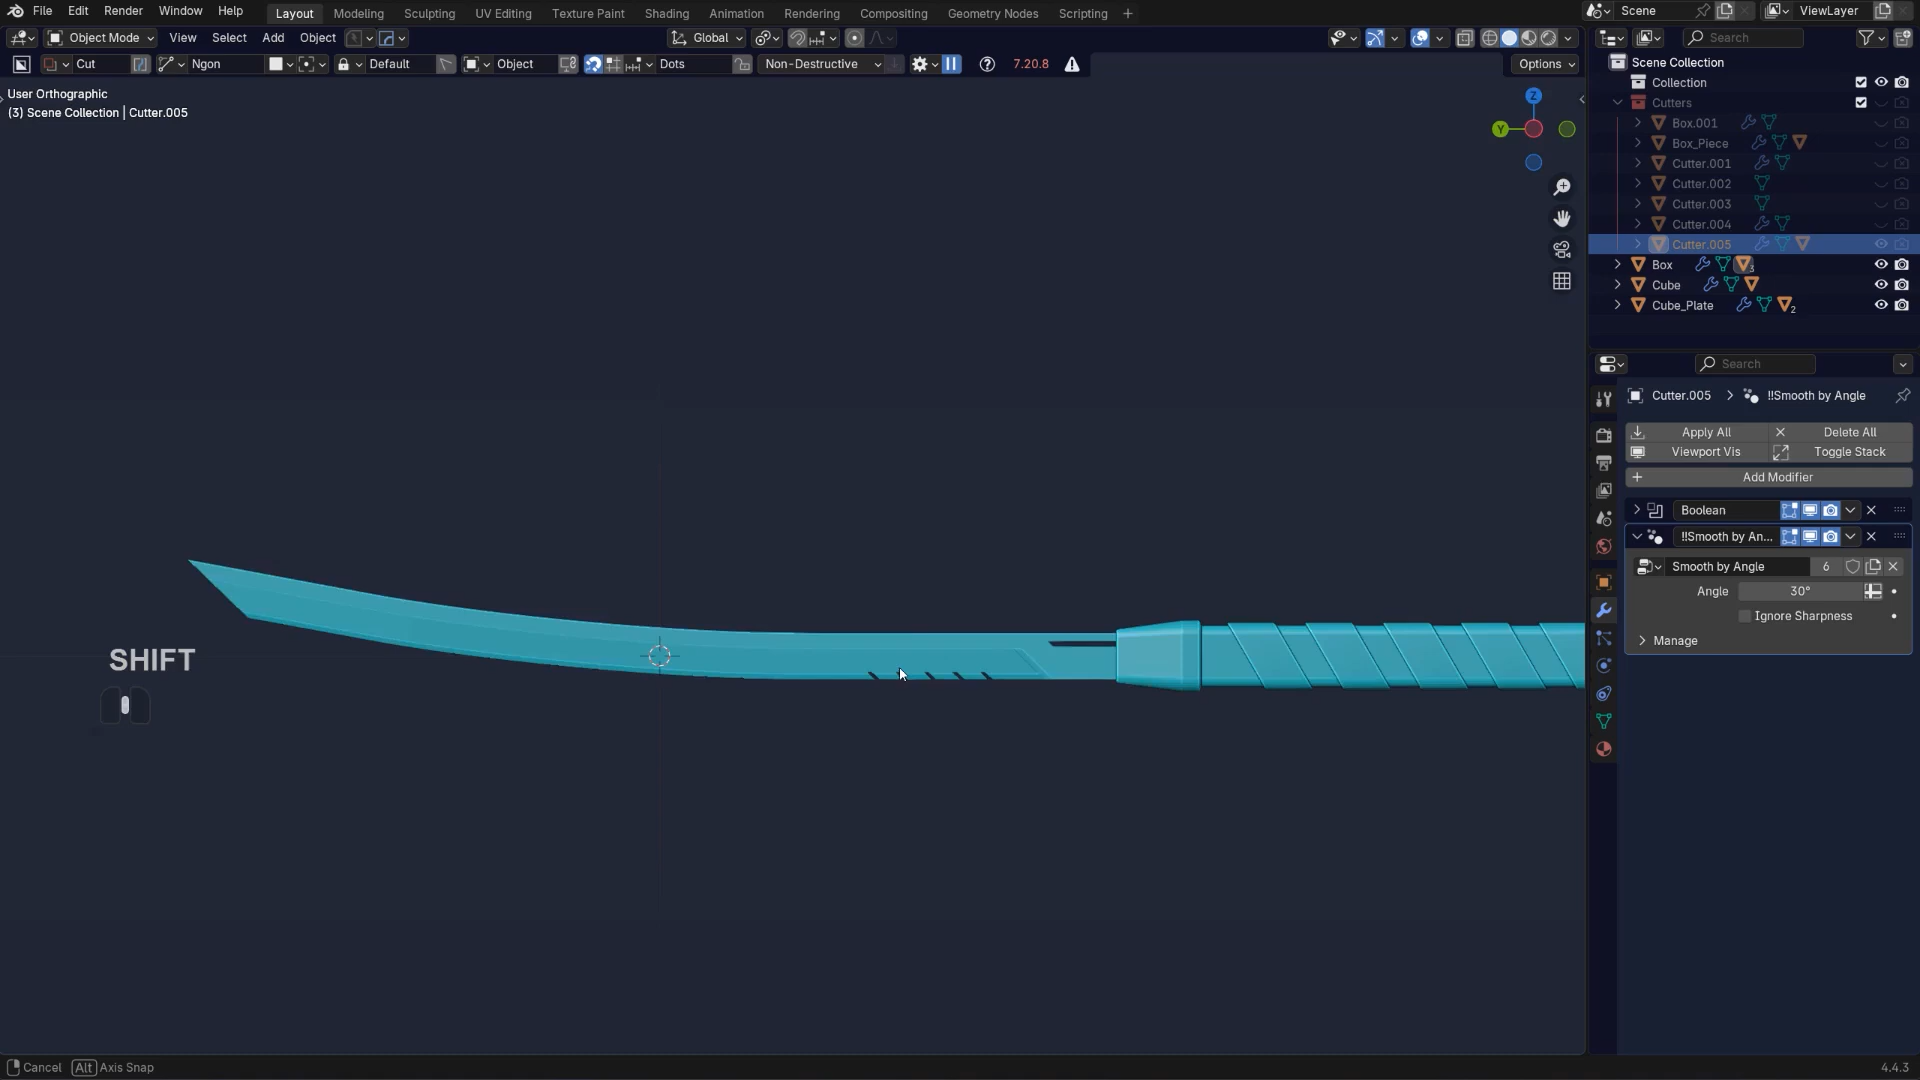 File Edit Render Window Help Layout Modeling Sculpting UV Editing Texture Paint Shading Animation Rendering Compositing Geometry Nodes Scripting + Scene ViewLayer
Object Mode View Select Add Object Global Search
Cut Ngon Default Object Dots Non-Destructive 7.20.8 Options
User Orthographic
(3) Scene Collection | Cutter.005
Z
Y
Scene Collection
Collection
Cutters
Box.001
Box_Piece
Cutter.001
Cutter.002
Cutter.003
Cutter.004
Cutter.005
Box 3
Cube
Cube_Plate 2
Search
Cutter.005 > !!Smooth by Angle
Apply All Delete All
Viewport Vis Toggle Stack
Add Modifier
Boolean
!!Smooth by An...
Smooth by Angle 6
Angle 30°
Ignore Sharpness
Manage
SHIFT
Cancel Alt Axis Snap 4.4.3